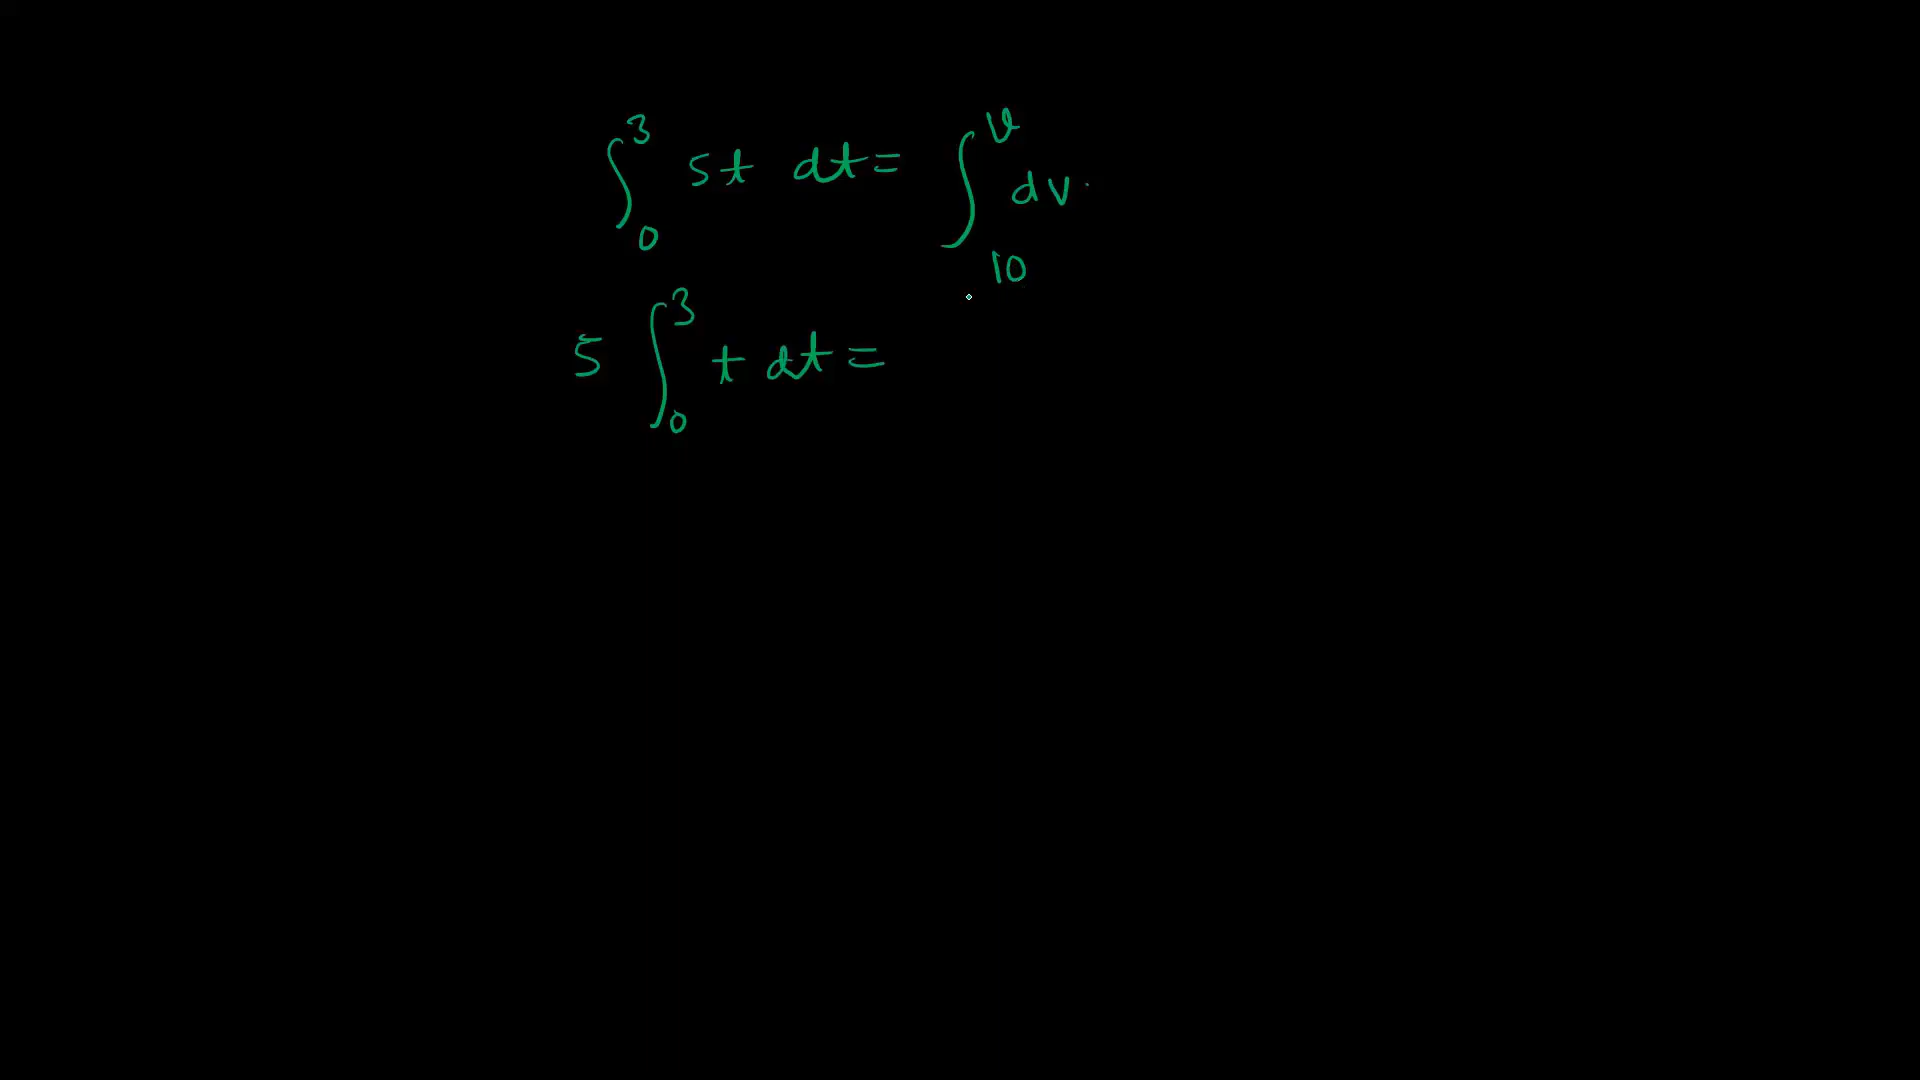 ∫₀³ 5t dt = ∫₁₀ᵛ dv.
5 ∫₀³ t dt =